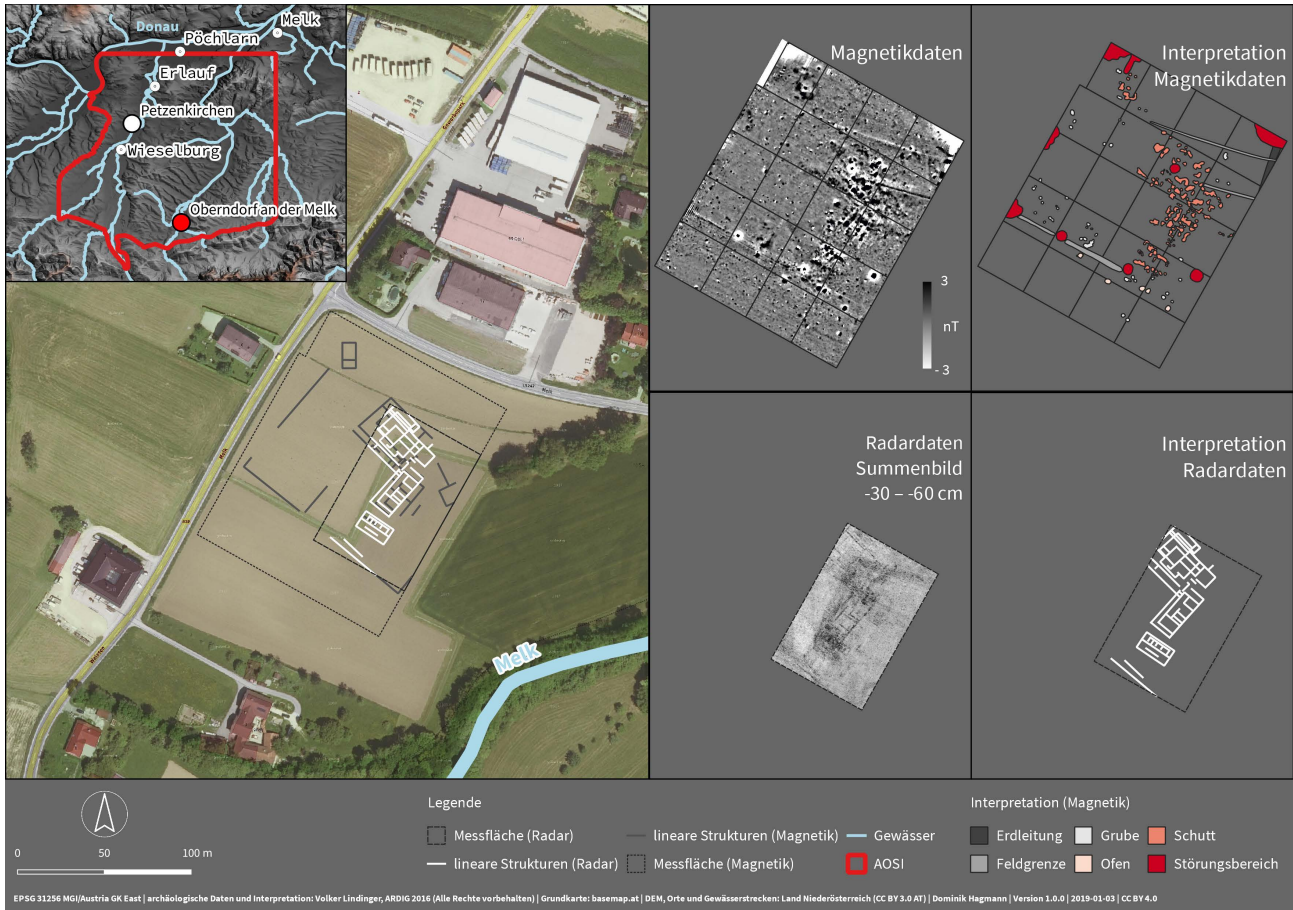 Donau
Melk
Pöchlarn
Erlauf
Petzenkirchen
Wieselburg
Oberndorf an der Melk
Magnetikdaten
3
nT
- 3
Interpretation
Magnetikdaten
Melk
Radardaten
Summenbild
-30 – -60 cm
Interpretation
Radardaten
0 50 100 m
Legende
Messfläche (Radar)
lineare Strukturen (Magnetik)
Gewässer
lineare Strukturen (Radar)
Messfläche (Magnetik)
AOSI
Interpretation (Magnetik)
Erdleitung
Grube
Schutt
Feldgrenze
Ofen
Störungsbereich
EPSG 31256 MGI/Austria GK East | archäologische Daten und Interpretation: Volker Lindinger, ARDIG 2016 (Alle Rechte vorbehalten) | Grundkarte: basemap.at | DEM, Orte und Gewässerstrecken: Land Niederösterreich (CC BY 3.0 AT) | Dominik Hagmann | Version 1.0.0 | 2019-01-03 | CC BY 4.0